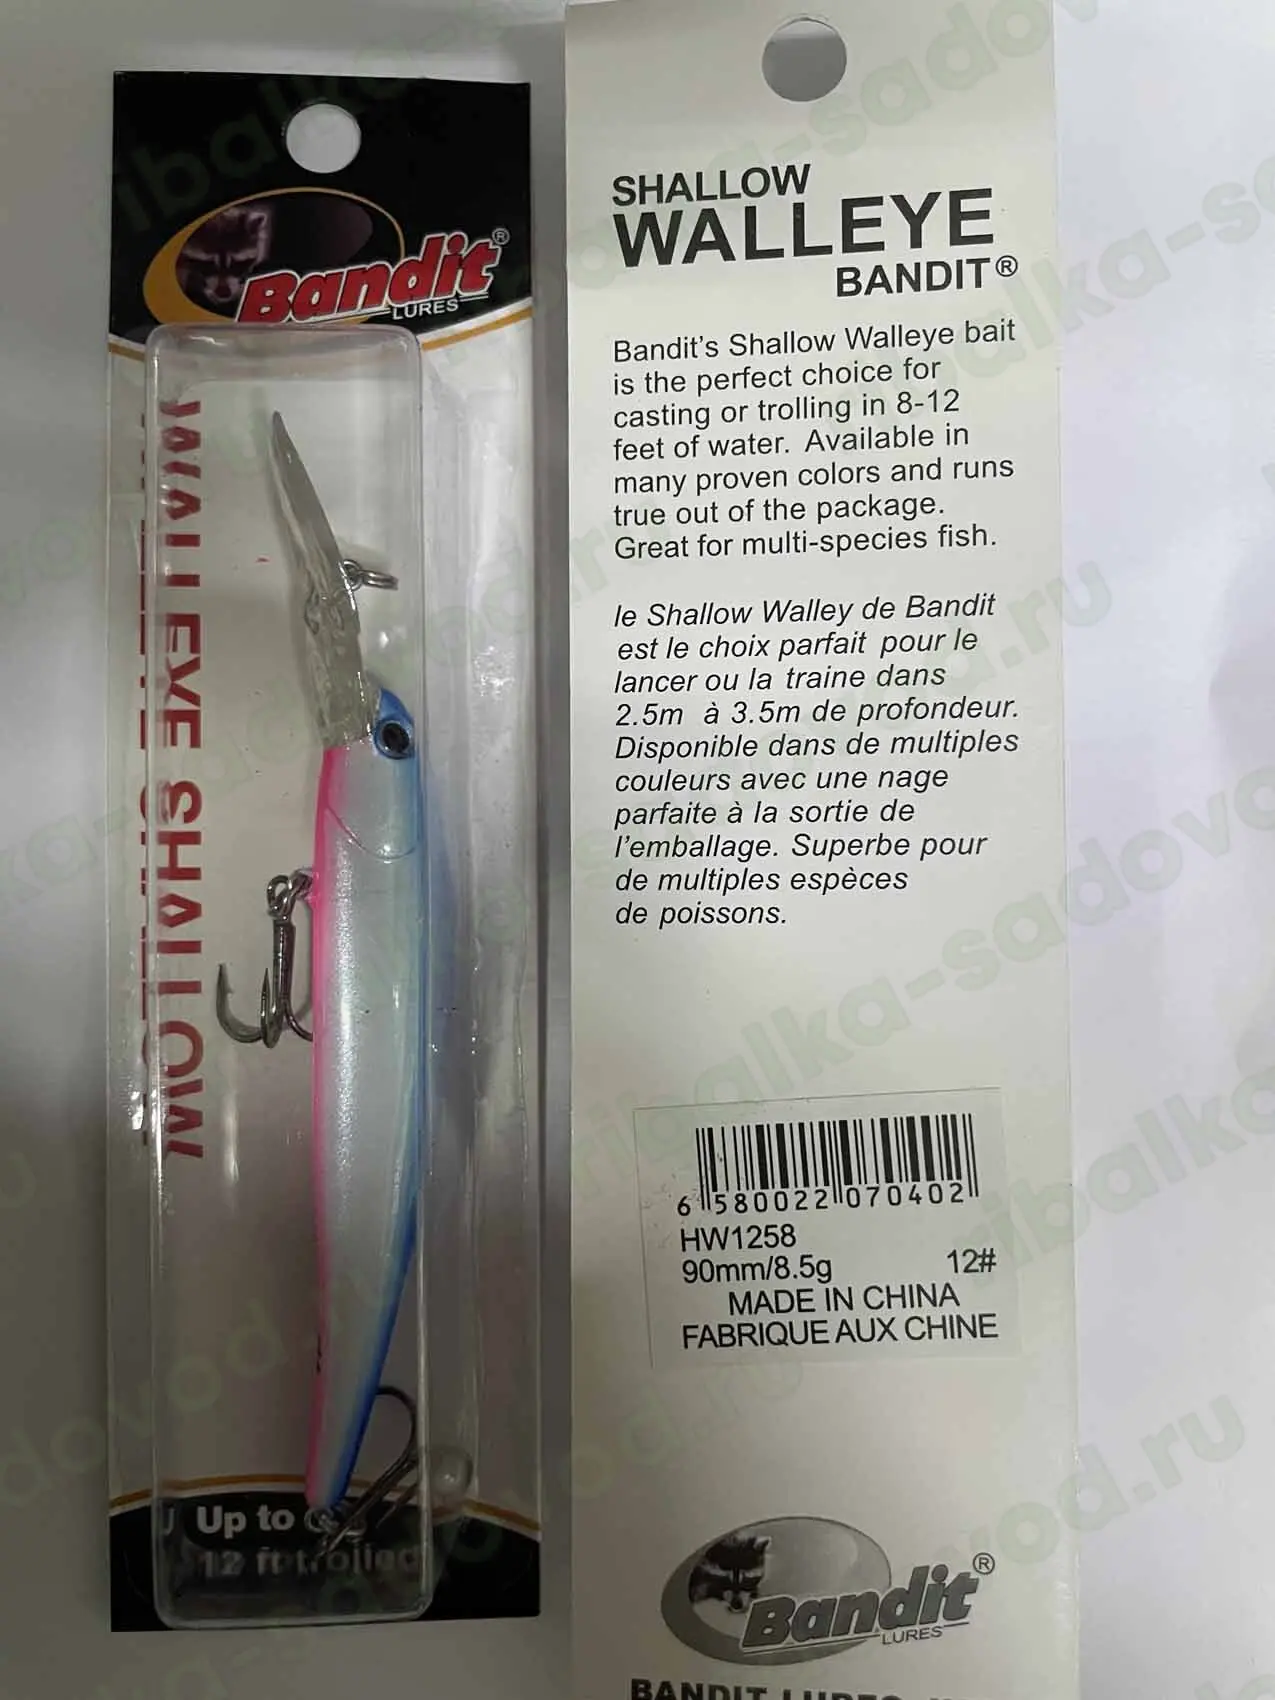 Bandit®
LURES
WALLEYE SHALLOW
Up to
12 ft trolled
SHALLOW
WALLEYE
BANDIT®
Bandit's Shallow Walleye bait
is the perfect choice for
casting or trolling in 8-12
feet of water. Available in
many proven colors and runs
true out of the package.
Great for multi-species fish.
le Shallow Walley de Bandit
est le choix parfait pour le
lancer ou la traine dans
2.5m à 3.5m de profondeur.
Disponible dans de multiples
couleurs avec une nage
parfaite à la sortie de
l'emballage. Superbe pour
de multiples espèces
de poissons.
6 580022 070402
HW1258
90mm/8.5g 12#
MADE IN CHINA
FABRIQUE AUX CHINE
Bandit®
LURES
BANDIT LURES
ribalka-sadovod.ru